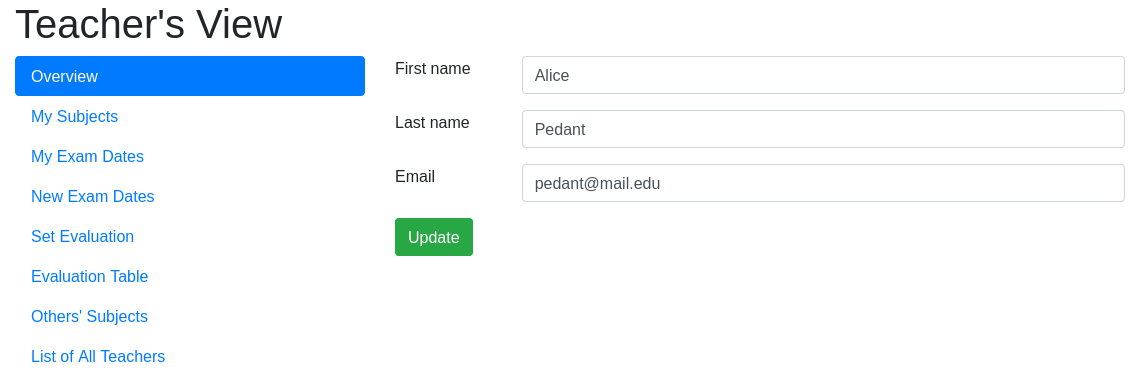 Teacher's View
Overview
My Subjects
My Exam Dates
New Exam Dates
Set Evaluation
Evaluation Table
Others' Subjects
List of All Teachers
First name
Alice
Last name
Pedant
Email
pedant@mail.edu
Update